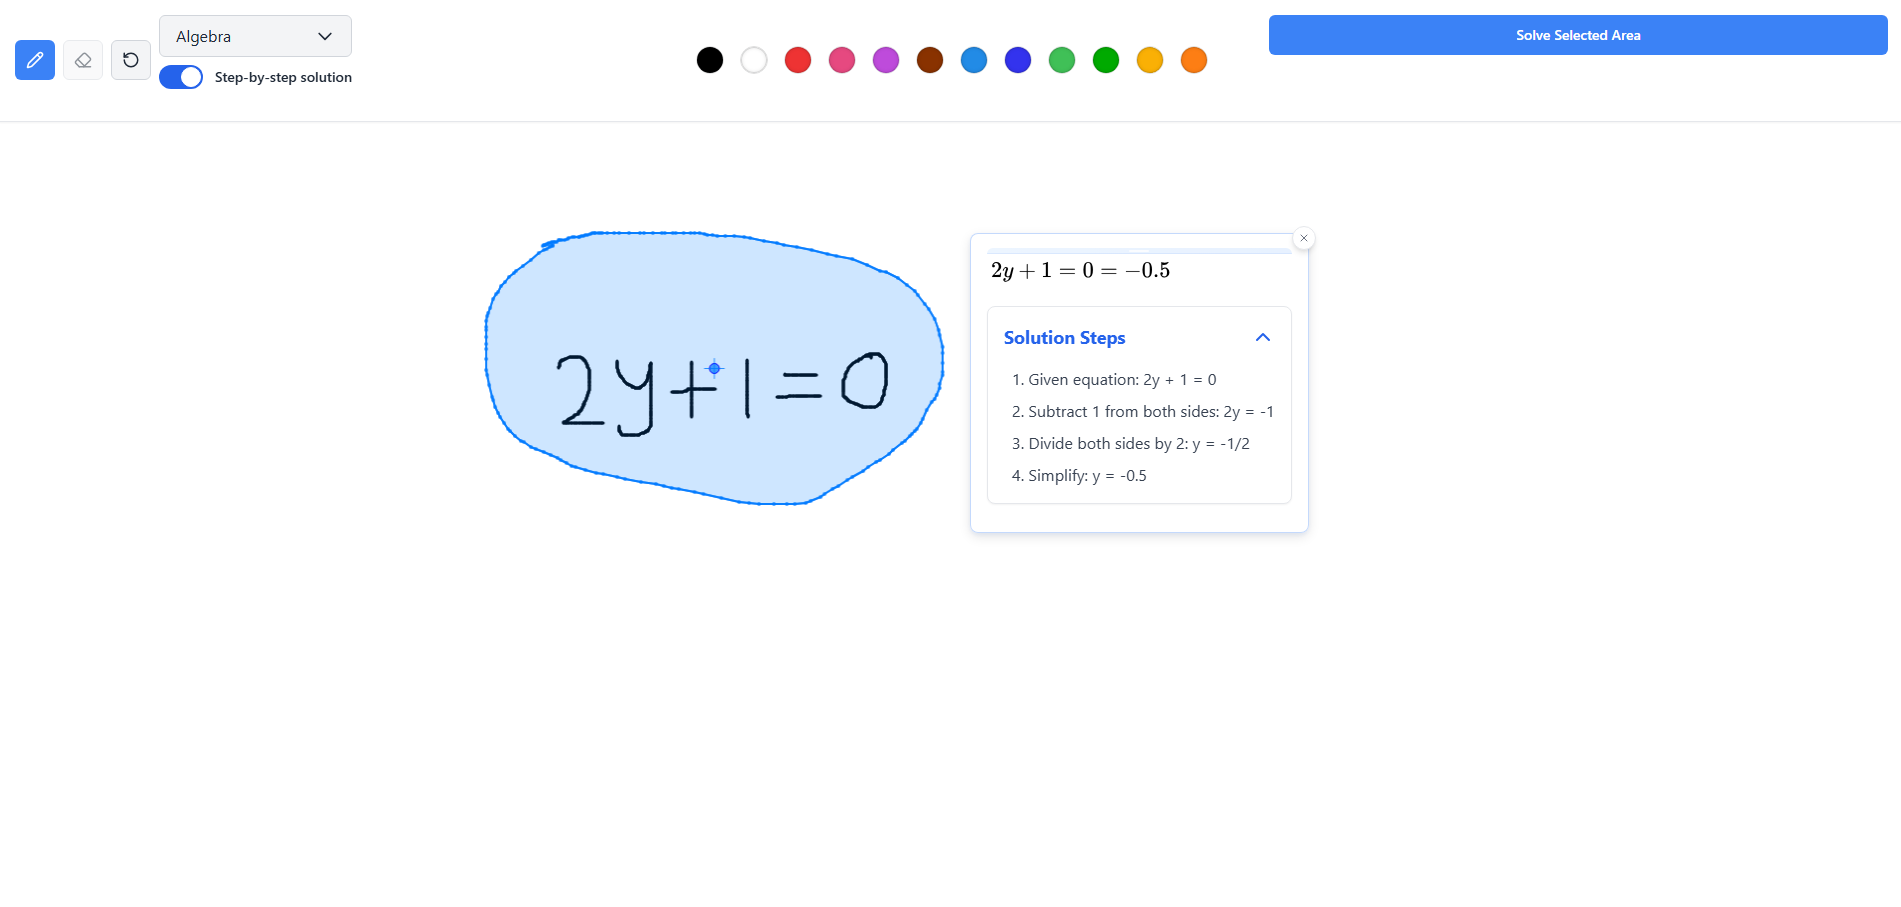 Algebra
Step-by-step solution
Solve Selected Area
2y+1=0
2y + 1 = 0 = −0.5
Solution Steps
1. Given equation: 2y + 1 = 0
2. Subtract 1 from both sides: 2y = -1
3. Divide both sides by 2: y = -1/2
4. Simplify: y = -0.5